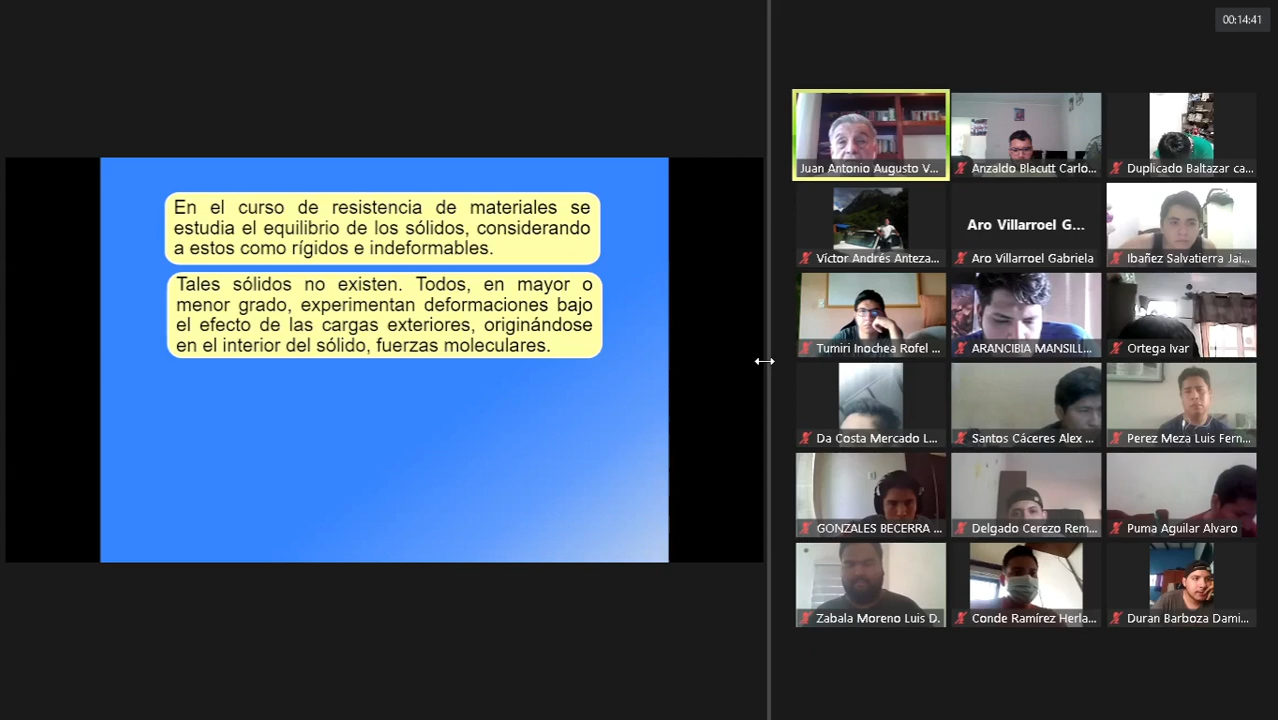 00:14:41
En el curso de resistencia de materiales se
estudia el equilibrio de los sólidos, considerando
a estos como rígidos e indeformables.
Tales sólidos no existen. Todos, en mayor o
menor grado, experimentan deformaciones bajo
el efecto de las cargas exteriores, originándose
en el interior del sólido, fuerzas moleculares.
Juan Antonio Augusto V...
Anzaldo Blacutt Carlo...
Duplicado Baltazar ca...
Víctor Andrés Anteza...
Aro Villarroel G...
Aro Villarroel Gabriela
Ibañez Salvatierra Jai...
Tumiri Inochea Rofel ...
ARANCIBIA MANSILL...
Ortega Ivar
Da Costa Mercado L...
Santos Cáceres Alex ...
Perez Meza Luis Fern...
GONZALES BECERRA ...
Delgado Cerezo Rem...
Puma Aguilar Alvaro
Zabala Moreno Luis D.
Conde Ramírez Herla...
Duran Barboza Dami...